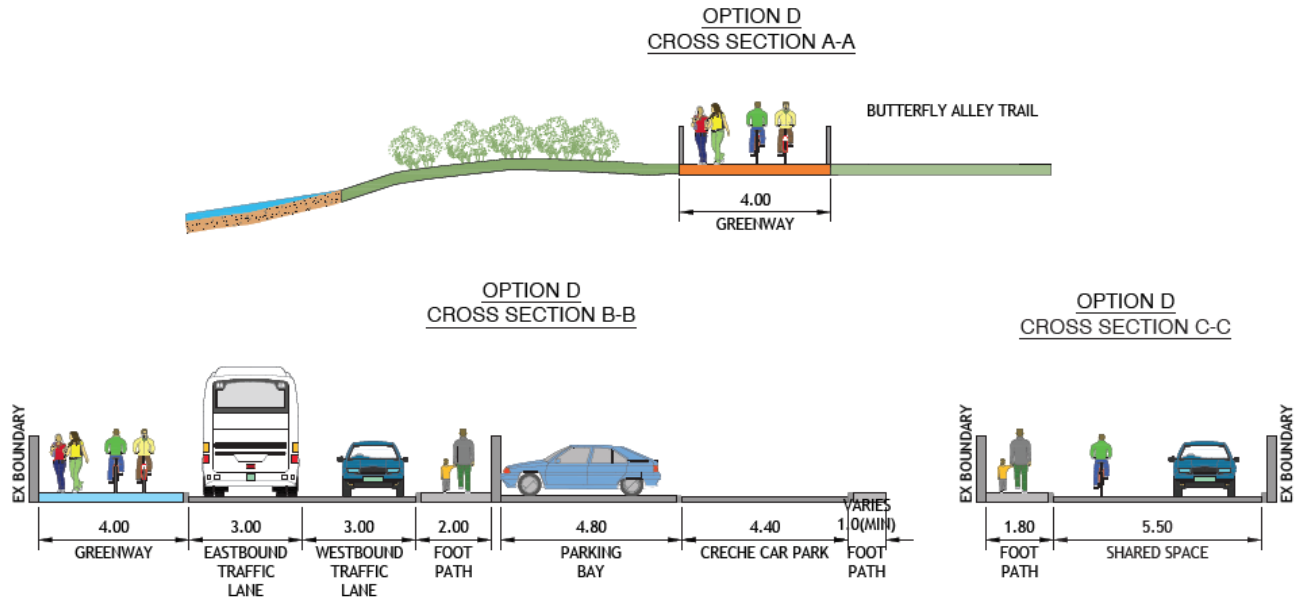 OPTION D
CROSS SECTION A-A
BUTTERFLY ALLEY TRAIL
4.00
GREENWAY
OPTION D
CROSS SECTION B-B
EX BOUNDARY
4.00
GREENWAY
3.00
EASTBOUND
TRAFFIC
LANE
3.00
WESTBOUND
TRAFFIC
LANE
2.00
FOOT
PATH
4.80
PARKING
BAY
4.40
CRECHE CAR PARK
VARIES
1.0(MIN)
FOOT
PATH
OPTION D
CROSS SECTION C-C
EX BOUNDARY
1.80
FOOT
PATH
5.50
SHARED SPACE
EX BOUNDARY